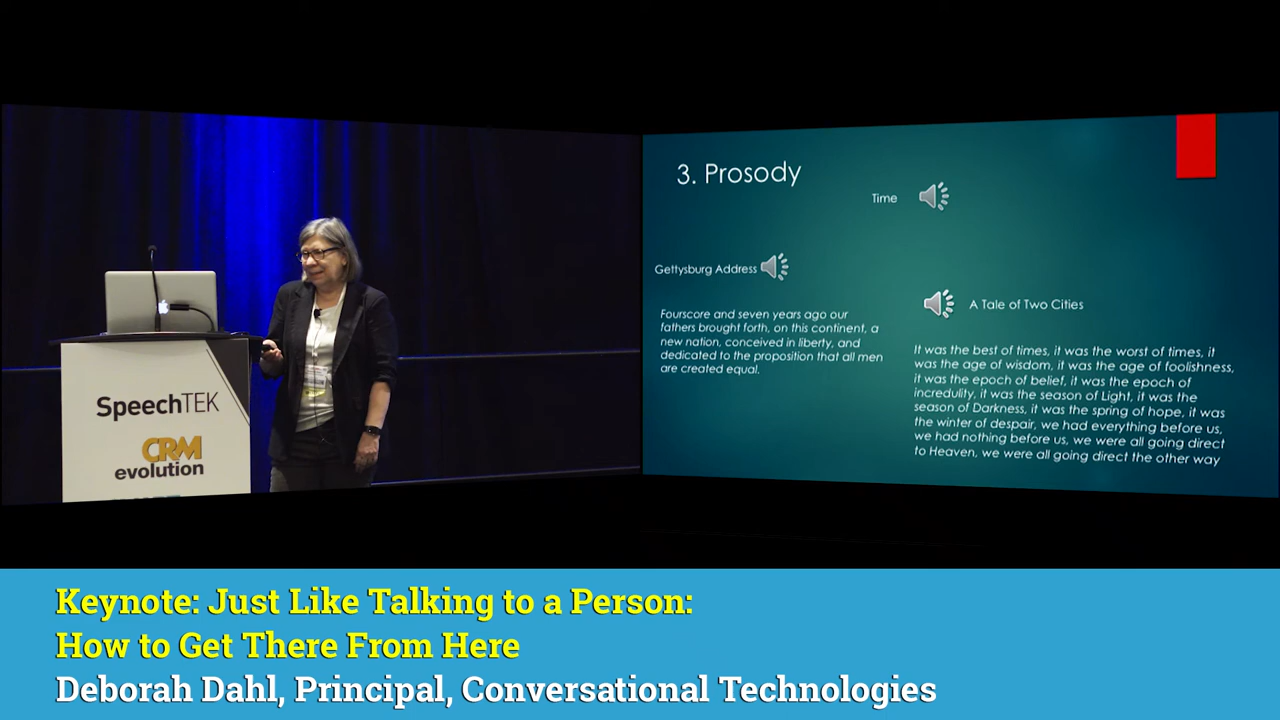 SpeechTEK
CRM
evolution
3. Prosody
Time
Gettysburg Address
Fourscore and seven years ago our
fathers brought forth, on this continent, a
new nation, conceived in liberty, and
dedicated to the proposition that all men
are created equal.
A Tale of Two Cities
It was the best of times, it was the worst of times, it
was the age of wisdom, it was the age of foolishness,
it was the epoch of belief, it was the epoch of
incredulity, it was the season of Light, it was the
season of Darkness, it was the spring of hope, it was
the winter of despair, we had everything before us,
we had nothing before us, we were all going direct
to Heaven, we were all going direct the other way
Keynote: Just Like Talking to a Person:
How to Get There From Here
Deborah Dahl, Principal, Conversational Technologies